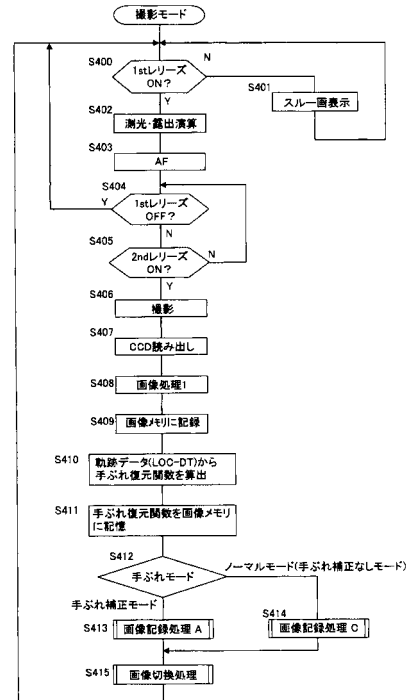 撮影モード
S400
1stレリーズ
ON?
N
Y
S401
スルー画表示
S402
測光・露出演算
S403
AF
S404
1stレリーズ
OFF?
Y
N
S405
2ndレリーズ
ON?
N
Y
S406
撮影
S407
CCD読み出し
S408
画像処理1
S409
画像メモリに記録
S410
軌跡データ(LOC-DT)から
手ぶれ復元関数を算出
S411
手ぶれ復元関数を画像メモリ
に記憶
S412
手ぶれモード
ノーマルモード(手ぶれ補正なしモード)
手ぶれ補正モード
S413
画像記録処理 A
S414
画像記録処理 C
S415
画像切換処理